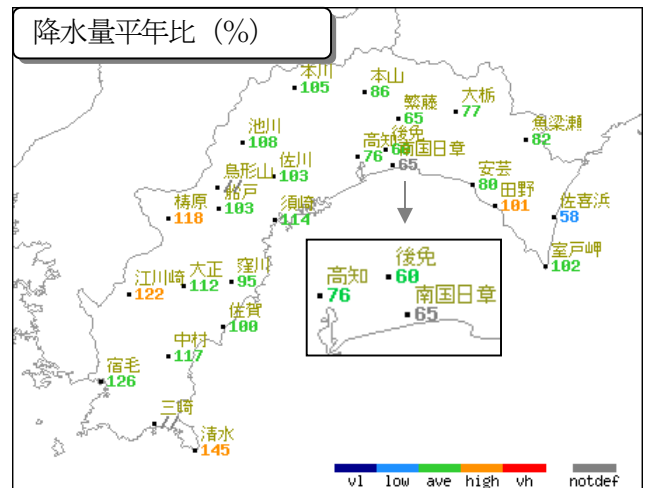 降水量平年比（%）
本川
105
本山
86
繁藤
65
大栃
77
魚梁瀬
82
池川
108
高知
76
後免
60
南国日章
65
鳥形山
//
佐川
103
安芸
80
田野
101
佐喜浜
58
梼原
118
船戸
103
須崎
114
室戸岬
102
江川崎
122
大正
112
窪川
95
佐賀
100
高知
76
後免
60
南国日章
65
中村
117
宿毛
126
三崎
//
清水
145
vl low ave high vh notdef